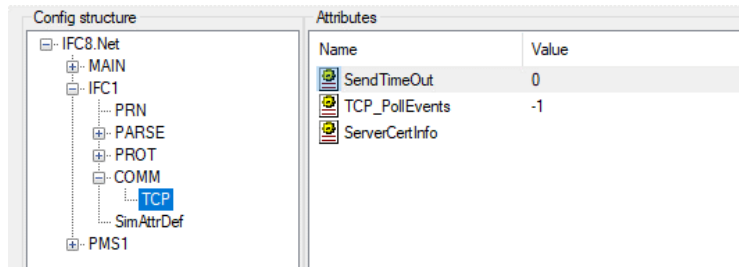 Config structure
IFC8.Net
MAIN
IFC1
PRN
PARSE
PROT
COMM
TCP
SimAttrDef
PMS1
Attributes
Name Value
SendTimeOut 0
TCP_PollEvents -1
ServerCertInfo